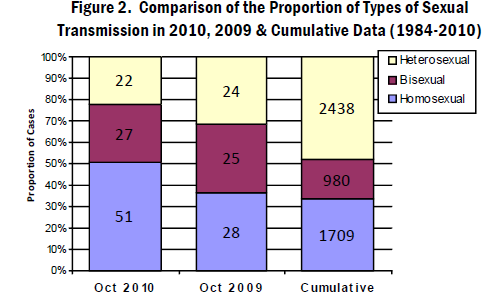 Figure 2. Comparison of the Proportion of Types of Sexual
Transmission in 2010, 2009 & Cumulative Data (1984-2010)
Proportion of Cases
100%
90%
80%
70%
60%
50%
40%
30%
20%
10%
0%
22
27
51
24
25
28
2438
980
1709
Oct 2010
Oct 2009
Cumulative
Heterosexual
Bisexual
Homosexual